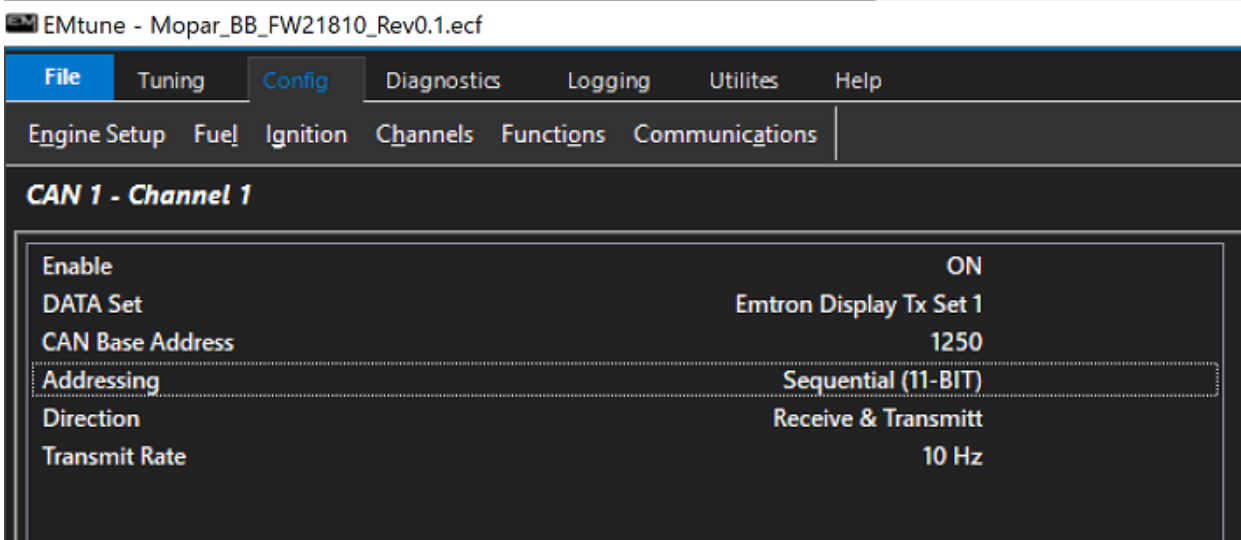 EM EMtune - Mopar_BB_FW21810_Rev0.1.ecf
File Tuning Config Diagnostics Logging Utilites Help
Engine Setup Fuel Ignition Channels Functions Communications
CAN 1 - Channel 1
Enable ON
DATA Set Emtron Display Tx Set 1
CAN Base Address 1250
Addressing Sequential (11-BIT)
Direction Receive & Transmitt
Transmit Rate 10 Hz